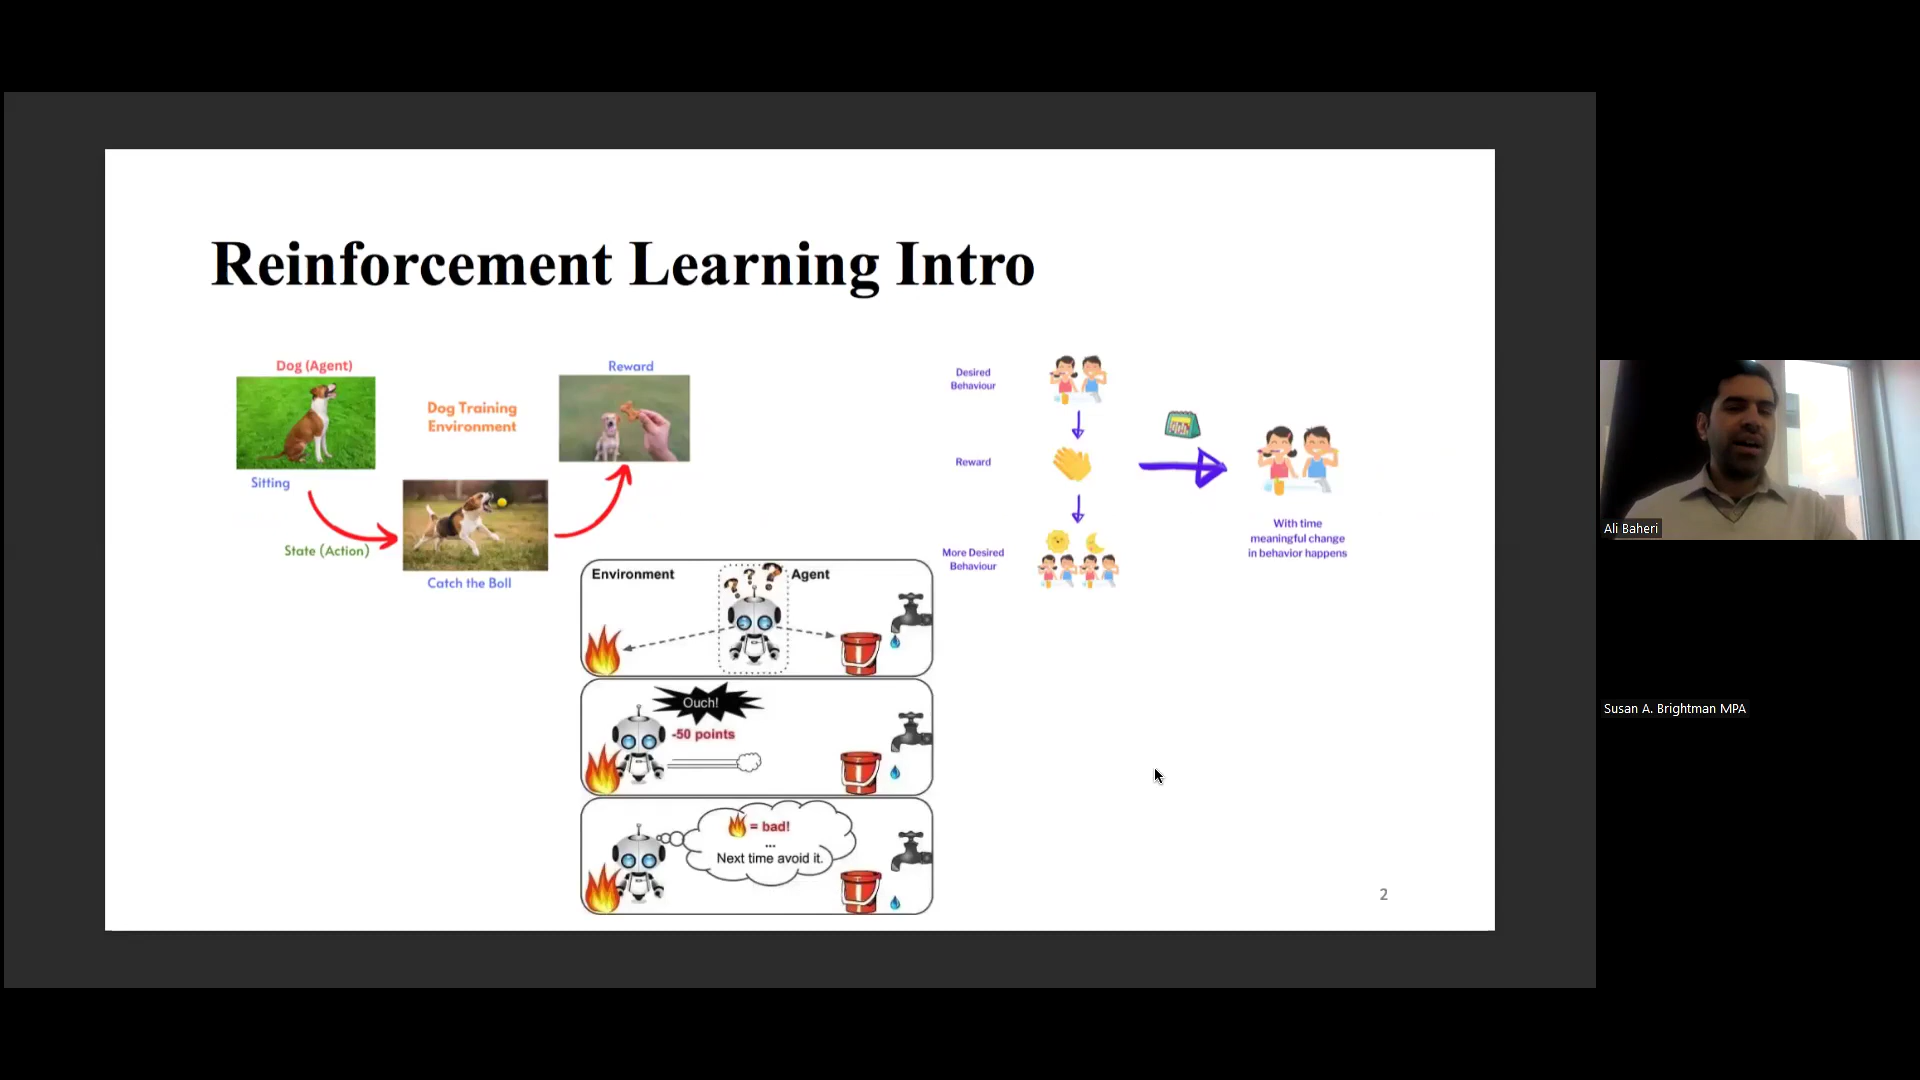 Reinforcement Learning Intro
Dog (Agent)
Dog Training
Environment
Reward
Sitting
State (Action)
Catch the Boll
Desired
Behaviour
Reward
More Desired
Behaviour
With time
meaningful change
in behavior happens
Environment
Agent
? ? ?
Ouch!
-50 points
= bad!
...
Next time avoid it.
2
Ali Baheri
Susan A. Brightman MPA